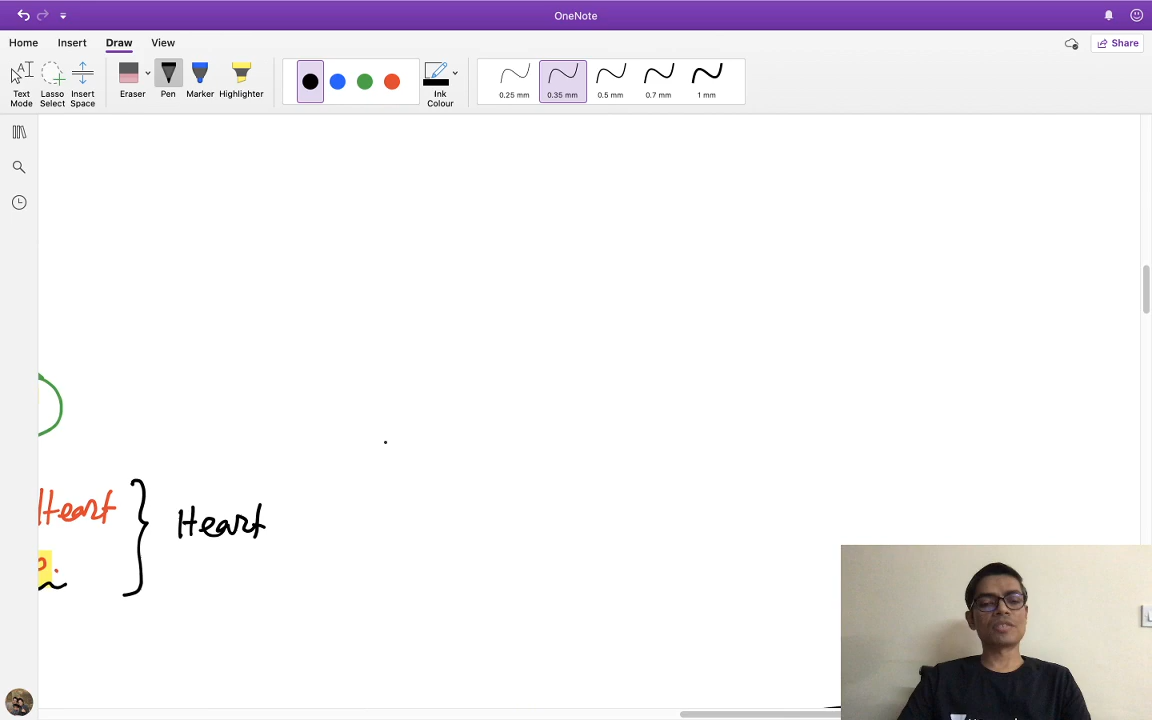 OneNote
Home Insert Draw View
Share
Text Mode
Lasso Select
Insert Space
Eraser
Pen
Marker
Highlighter
Ink Colour
0.25 mm
0.35 mm
0.5 mm
0.7 mm
1 mm
Heart
} Heart